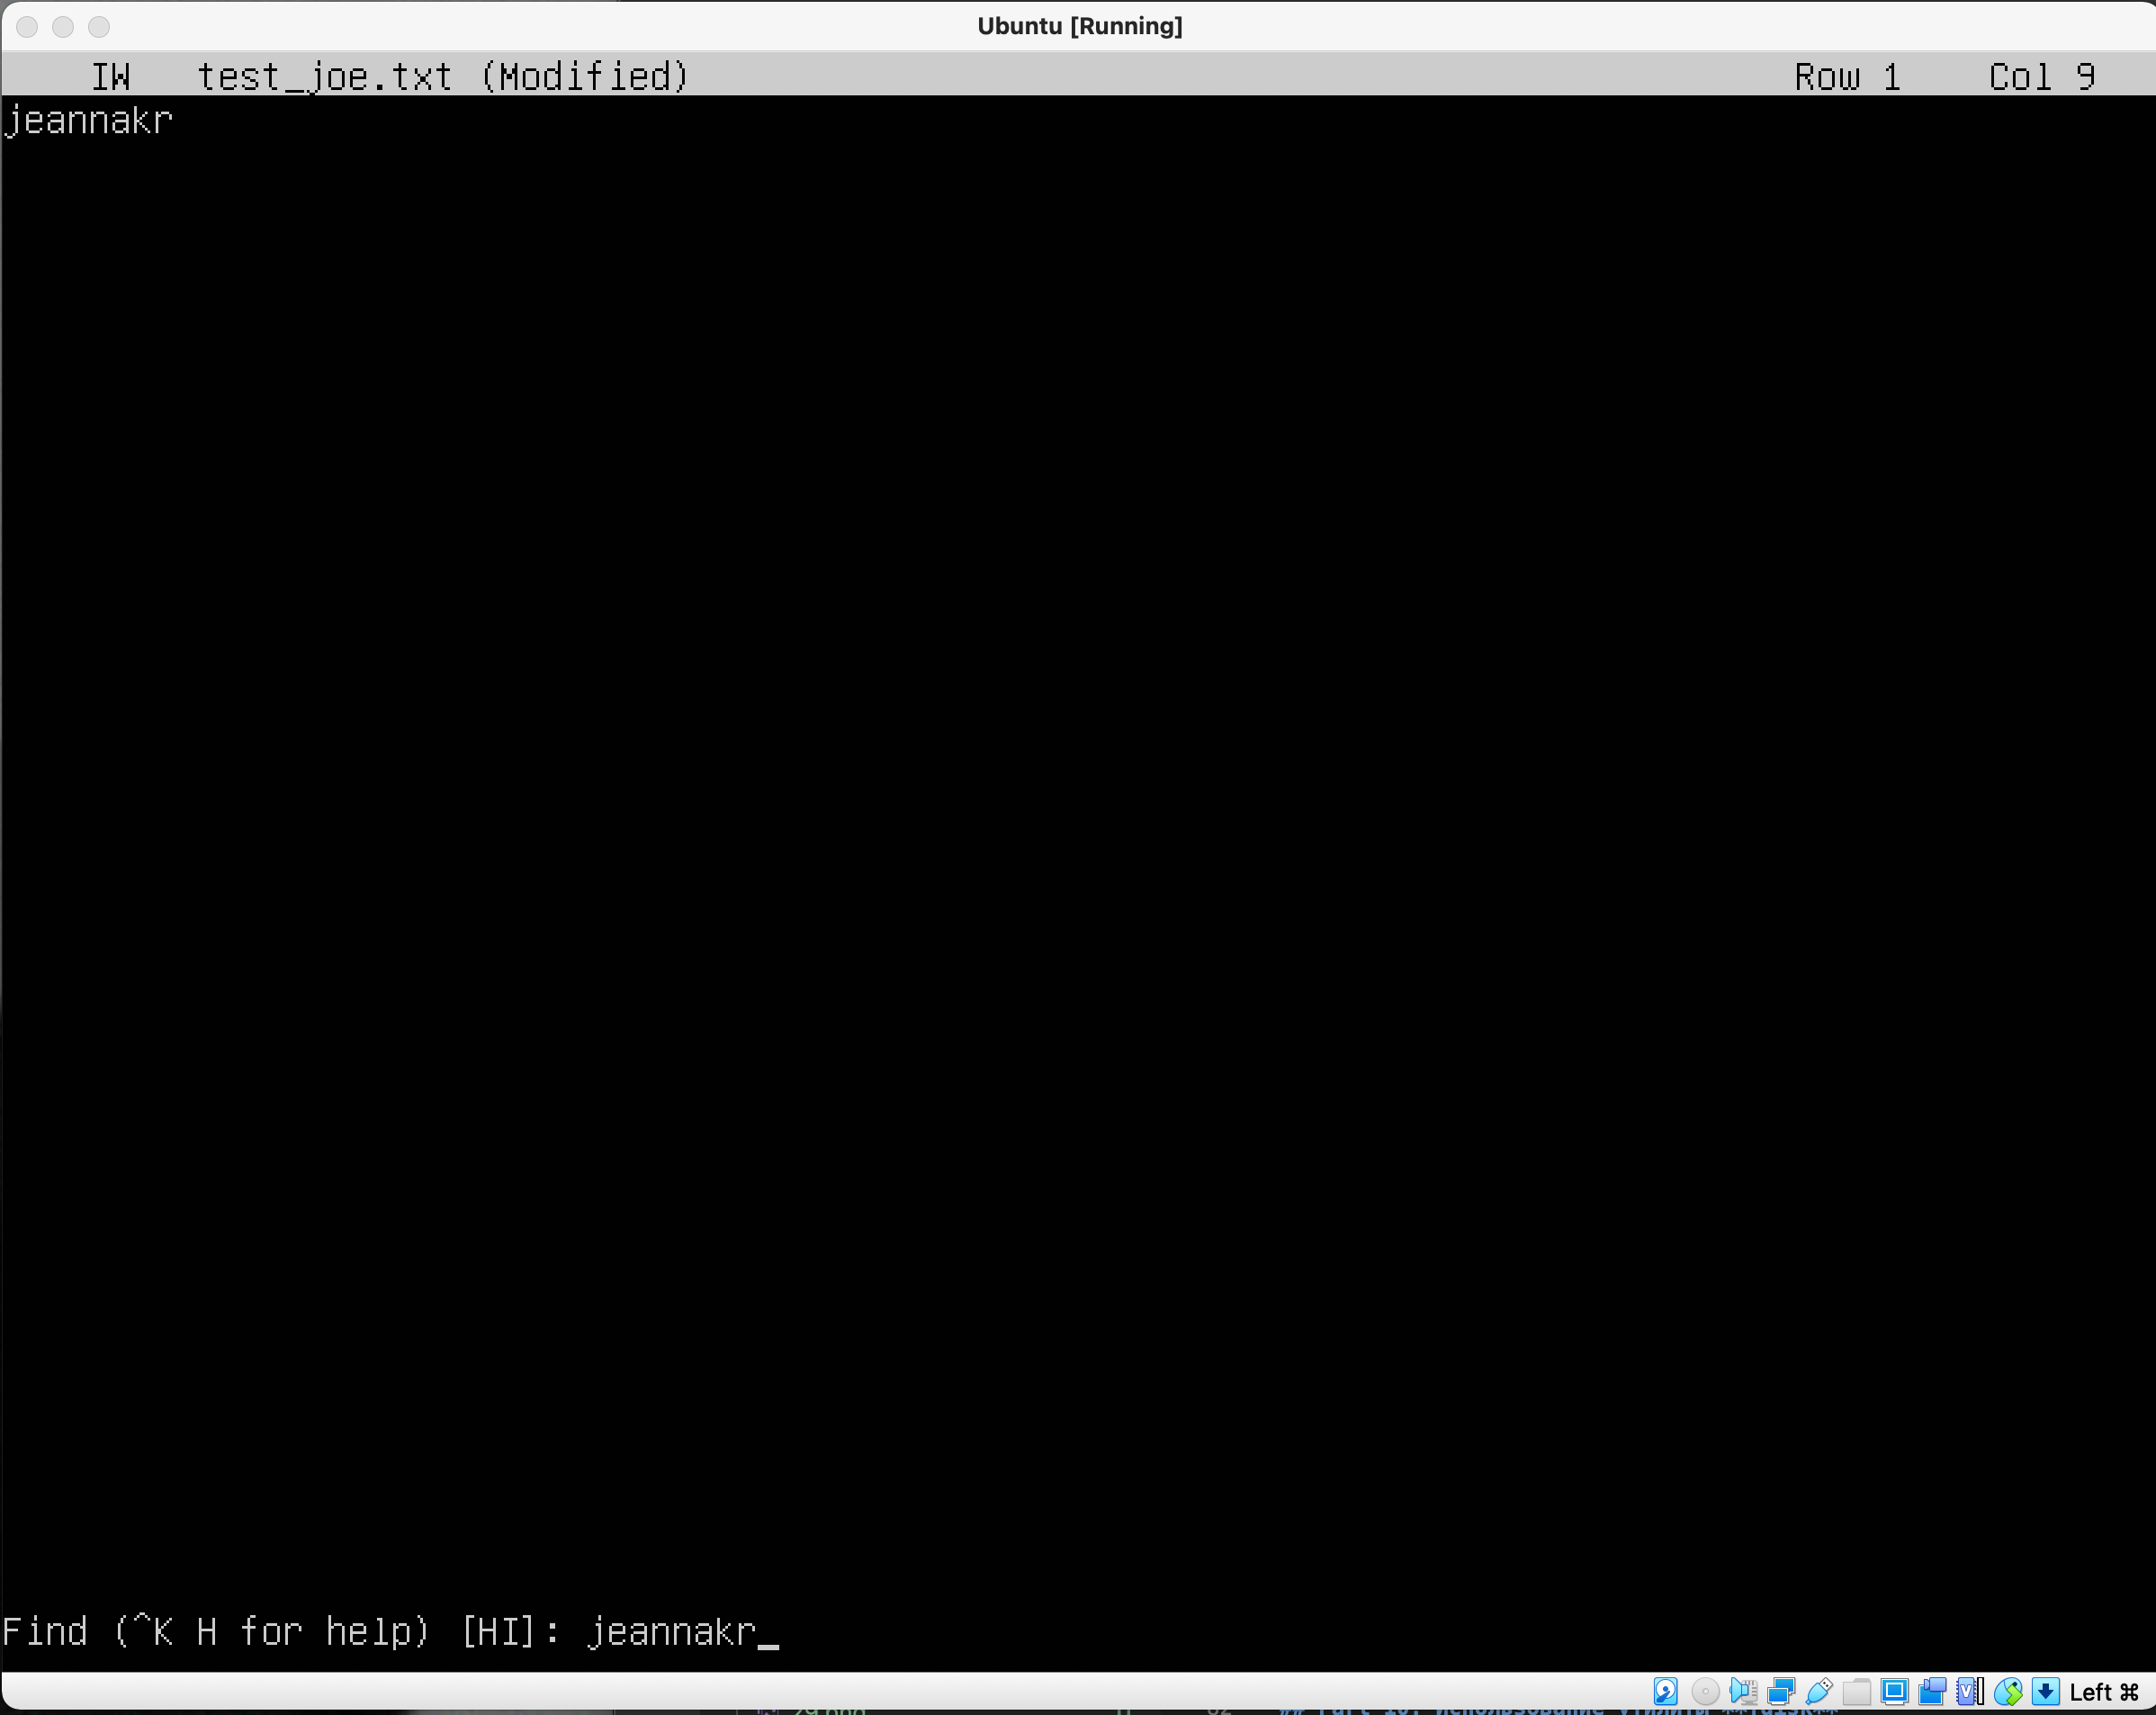 Ubuntu [Running]
IW test_joe.txt (Modified) Row 1 Col 9
jeannakr
Find (^K H for help) [HI]: jeannakr_
Left ⌘